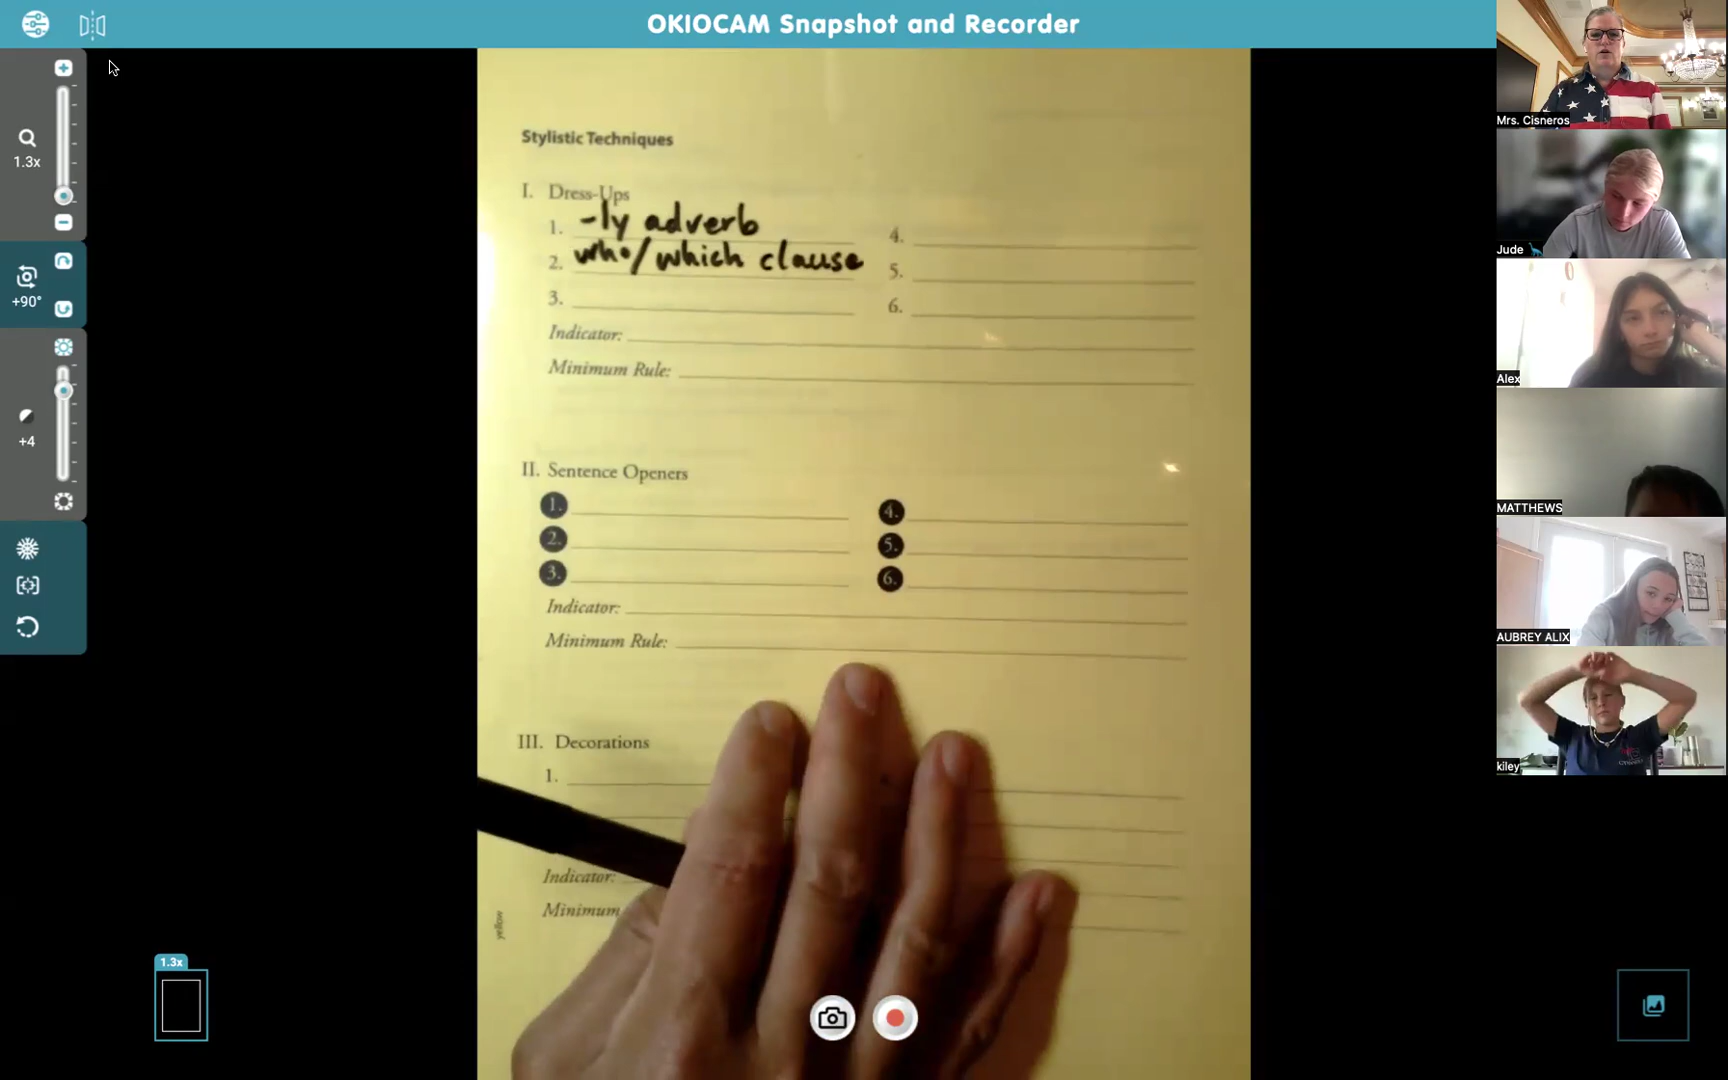 OKIOCAM Snapshot and Recorder
1.3x
+90°
+4
1.3x
Stylistic Techniques
I. Dress-Ups
1. -ly adverb
2. who/which clause
3.
4.
5.
6.
Indicator:
Minimum Rule:
II. Sentence Openers
1.
2.
3.
4.
5.
6.
Indicator:
Minimum Rule:
III. Decorations
1.
Indicator:
Minimum
yellow
Mrs. Cisneros
Jude
Alex
MATTHEWS
AUBREY ALIX
kiley